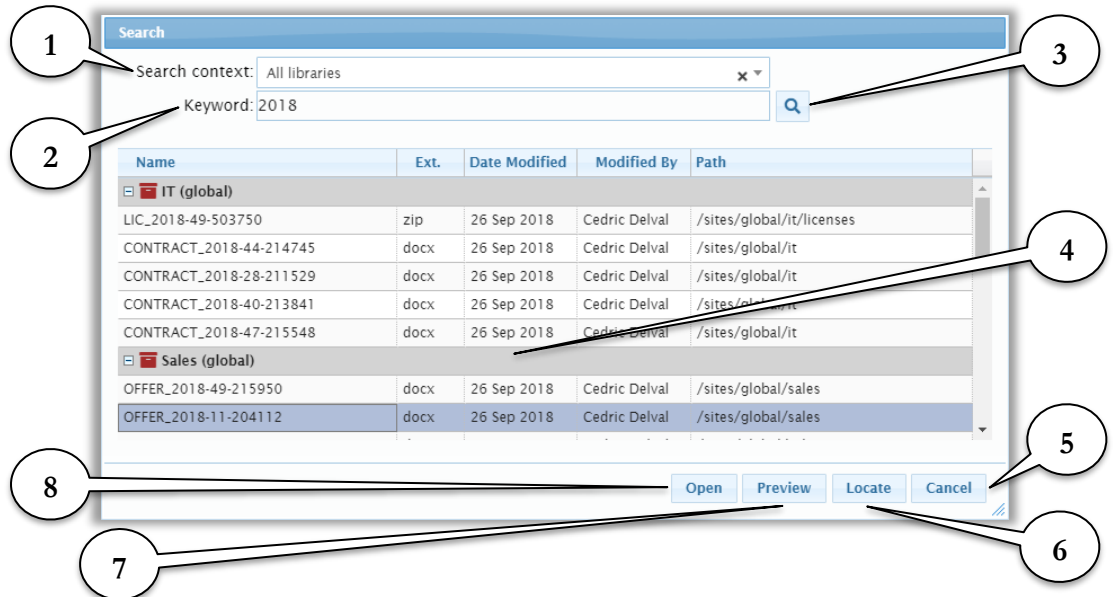 Search
1
Search context: All libraries
3
Keyword: 2018
2
Name Ext. Date Modified Modified By Path
IT (global)
LIC_2018-49-503750 zip 26 Sep 2018 Cedric Delval /sites/global/it/licenses
CONTRACT_2018-44-214745 docx 26 Sep 2018 Cedric Delval /sites/global/it
4
CONTRACT_2018-28-211529 docx 26 Sep 2018 Cedric Delval /sites/global/it
CONTRACT_2018-40-213841 docx 26 Sep 2018 Cedric Delval /sites/global/it
CONTRACT_2018-47-215548 docx 26 Sep 2018 Cedric Delval /sites/global/it
Sales (global)
OFFER_2018-49-215950 docx 26 Sep 2018 Cedric Delval /sites/global/sales
OFFER_2018-11-204112 docx 26 Sep 2018 Cedric Delval /sites/global/sales
5
8
Open Preview Locate Cancel
6
7